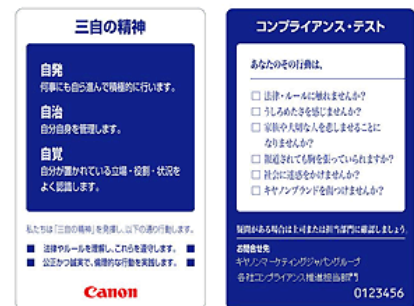 三自の精神
自発
何事にも自ら進んで積極的に行います。
自治
自分自身を管理します。
自覚
自分が置かれている立場・役割・状況を
よく認識します。
私たちは「三自の精神」を発揮し、以下の通り行動します。
■ 法律やルールを理解し、これらを遵守します。 ■
■ 公正かつ誠実で、倫理的な行動を実践します。 ■
Canon
コンプライアンス・テスト
あなたのその行動は、
□ 法律・ルールに触れませんか?
□ うしろめたさを感じませんか?
□ 家族や大切な人を悲しませることに
なりませんか?
□ 報道されても胸を張っていられますか?
□ 社会に迷惑をかけませんか?
□ キヤノンブランドを傷つけませんか?
疑問がある場合は上司または担当部門に確認しましょう。
お問合せ先
キヤノンマーケティングジャパングループ
各社コンプライアンス推進担当部門
0123456